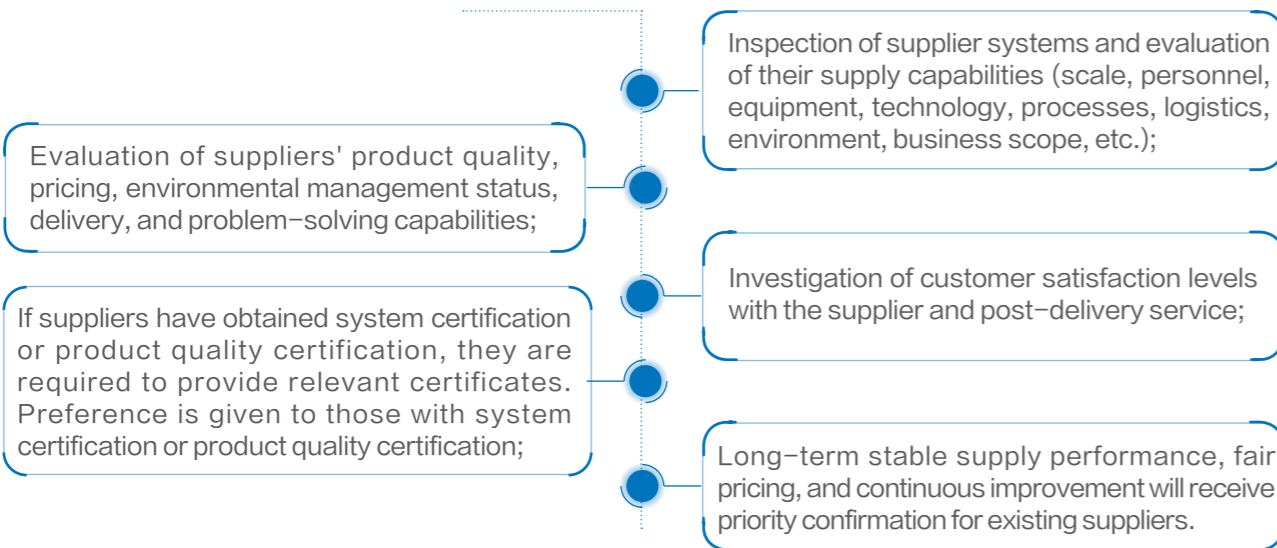 Inspection of supplier systems and evaluation
of their supply capabilities (scale, personnel,
equipment, technology, processes, logistics,
environment, business scope, etc.);
Evaluation of suppliers' product quality,
pricing, environmental management status,
delivery, and problem-solving capabilities;
Investigation of customer satisfaction levels
with the supplier and post-delivery service;
If suppliers have obtained system certification
or product quality certification, they are
required to provide relevant certificates.
Preference is given to those with system
certification or product quality certification;
Long-term stable supply performance, fair
pricing, and continuous improvement will receive
priority confirmation for existing suppliers.